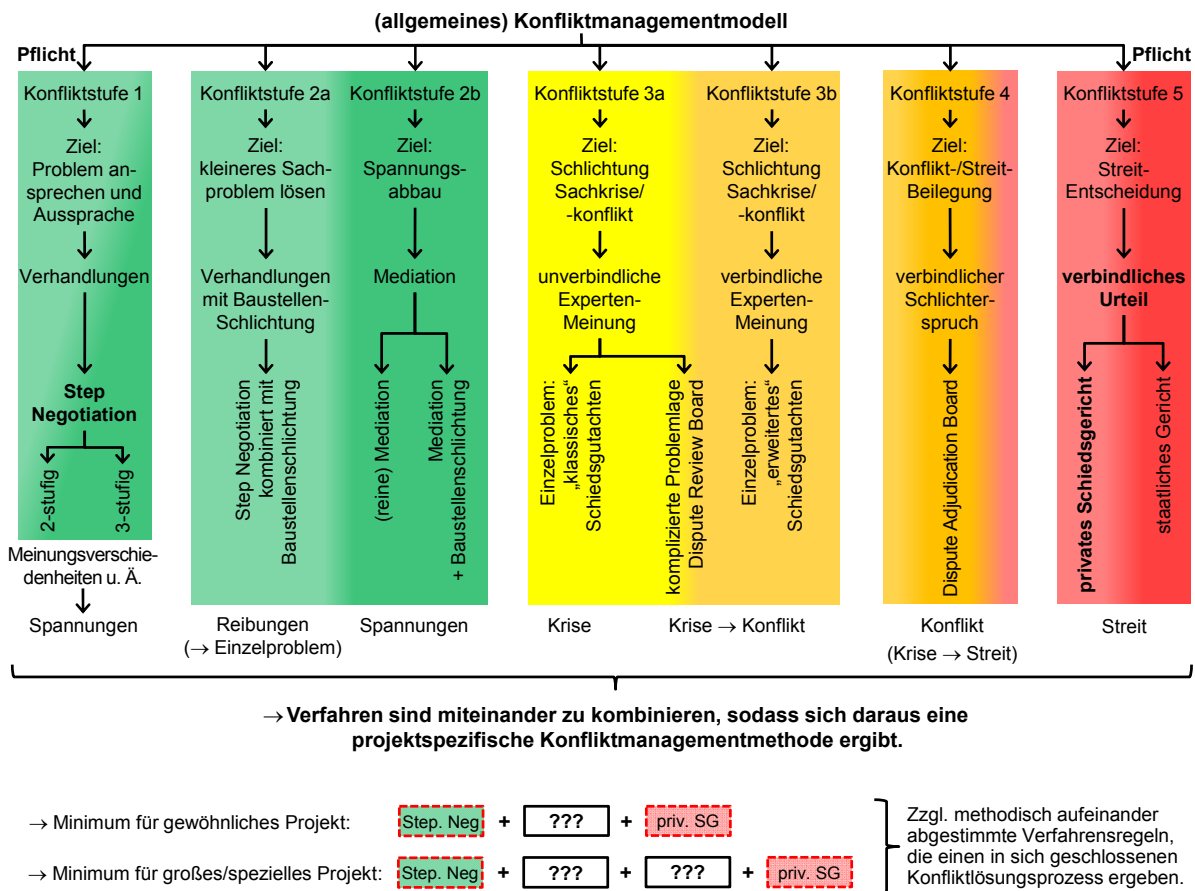 (allgemeines) Konfliktmanagementmodell
Pflicht
Pflicht
Konfliktstufe 1
Ziel:
Problem an-
sprechen und
Aussprache
Verhandlungen
Step
Negotiation
2-stufig
3-stufig
Meinungsverschie-
denheiten u. Ä.
Spannungen
Konfliktstufe 2a
Ziel:
kleineres Sach-
problem lösen
Verhandlungen
mit Baustellen-
Schlichtung
Step Negotiation
kombiniert mit
Baustellenschlichtung
Reibungen
(→ Einzelproblem)
Konfliktstufe 2b
Ziel:
Spannungs-
abbau
Mediation
(reine) Mediation
Mediation
+ Baustellenschlichtung
Spannungen
Konfliktstufe 3a
Ziel:
Schlichtung
Sachkrise/
-konflikt
unverbindliche
Experten-
Meinung
Einzelproblem:
„klassisches“
Schiedsgutachten
komplizierte Problemlage
Dispute Review Board
Krise
Konfliktstufe 3b
Ziel:
Schlichtung
Sachkrise/
-konflikt
verbindliche
Experten-
Meinung
Einzelproblem:
„erweitertes“
Schiedsgutachten
Krise → Konflikt
Konfliktstufe 4
Ziel:
Konflikt-/Streit-
Beilegung
verbindlicher
Schlichter-
spruch
Dispute Adjudication Board
Konflikt
(Krise → Streit)
Konfliktstufe 5
Ziel:
Streit-
Entscheidung
verbindliches
Urteil
privates Schiedsgericht
staatliches Gericht
Streit
→ Verfahren sind miteinander zu kombinieren, sodass sich daraus eine
projektspezifische Konfliktmanagementmethode ergibt.
→ Minimum für gewöhnliches Projekt: Step. Neg + ??? + priv. SG
→ Minimum für großes/spezielles Projekt: Step. Neg + ??? + ??? + priv. SG
Zzgl. methodisch aufeinander
abgestimmte Verfahrensregeln,
die einen in sich geschlossenen
Konfliktlösungsprozess ergeben.